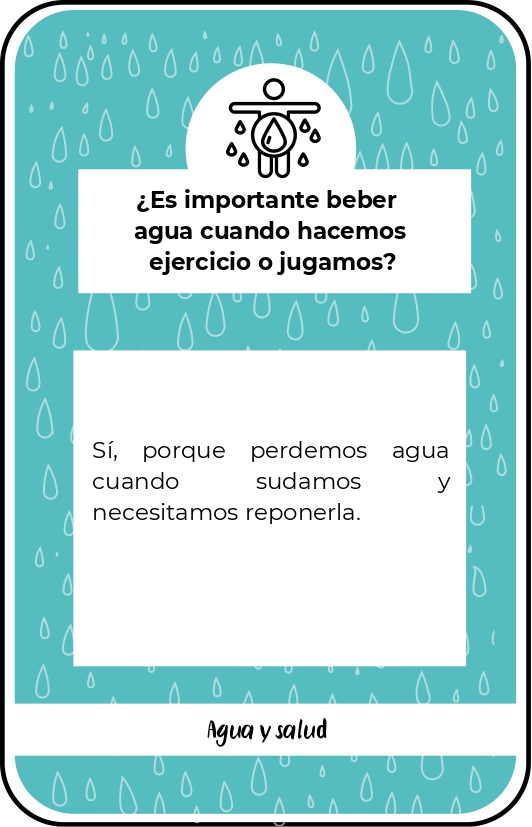 ¿Es importante beber
agua cuando hacemos
ejercicio o jugamos?
Sí, porque perdemos agua
cuando sudamos y
necesitamos reponerla.
Agua y salud